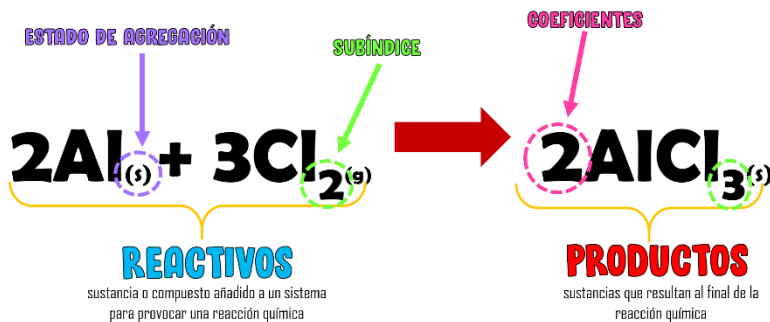 ESTADO DE AGREGACIÓN
SUBÍNDICE
COEFICIENTES
2Al(s) + 3Cl2(g) 2AlCl3(s)
REACTIVOS
sustancia o compuesto añadido a un sistema
para provocar una reacción química
PRODUCTOS
sustancias que resultan al final de la
reacción química